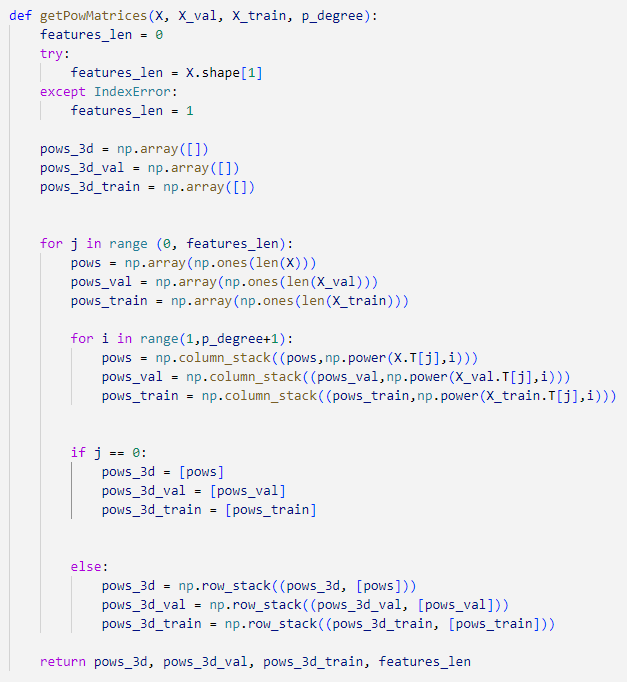 def getPowMatrices(X, X_val, X_train, p_degree):
    features_len = 0
    try:
        features_len = X.shape[1]
    except IndexError:
        features_len = 1

    pows_3d = np.array([])
    pows_3d_val = np.array([])
    pows_3d_train = np.array([])

    for j in range (0, features_len):
        pows = np.array(np.ones(len(X)))
        pows_val = np.array(np.ones(len(X_val)))
        pows_train = np.array(np.ones(len(X_train)))

        for i in range(1,p_degree+1):
            pows = np.column_stack((pows,np.power(X.T[j],i)))
            pows_val = np.column_stack((pows_val,np.power(X_val.T[j],i)))
            pows_train = np.column_stack((pows_train,np.power(X_train.T[j],i)))

        if j == 0:
            pows_3d = [pows]
            pows_3d_val = [pows_val]
            pows_3d_train = [pows_train]

        else:
            pows_3d = np.row_stack((pows_3d, [pows]))
            pows_3d_val = np.row_stack((pows_3d_val, [pows_val]))
            pows_3d_train = np.row_stack((pows_3d_train, [pows_train]))

    return pows_3d, pows_3d_val, pows_3d_train, features_len